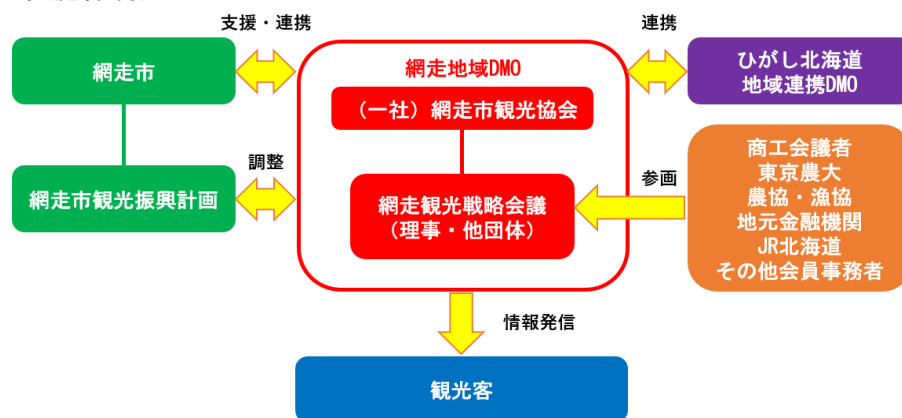 支援・連携
連携
網走市
網走地域DMO
(一社)網走市観光協会
ひがし北海道
地域連携DMO
調整
網走市観光振興計画
網走観光戦略会議
(理事・他団体)
参画
商工会議者
東京農大
農協・漁協
地元金融機関
JR北海道
その他会員事務者
情報発信
観光客